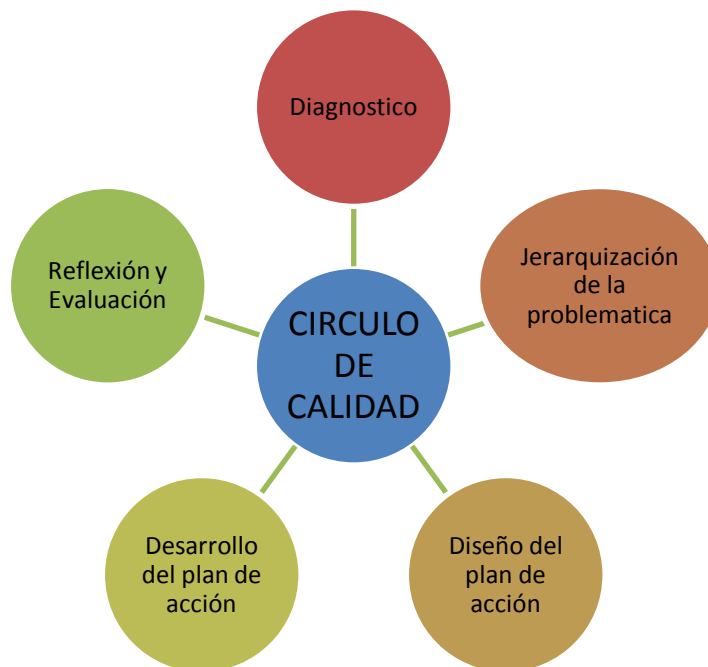 Diagnostico
Jerarquización
de la
problematica
Diseño del
plan de
acción
Desarrollo
del plan de
acción
Reflexión y
Evaluación
CIRCULO
DE
CALIDAD